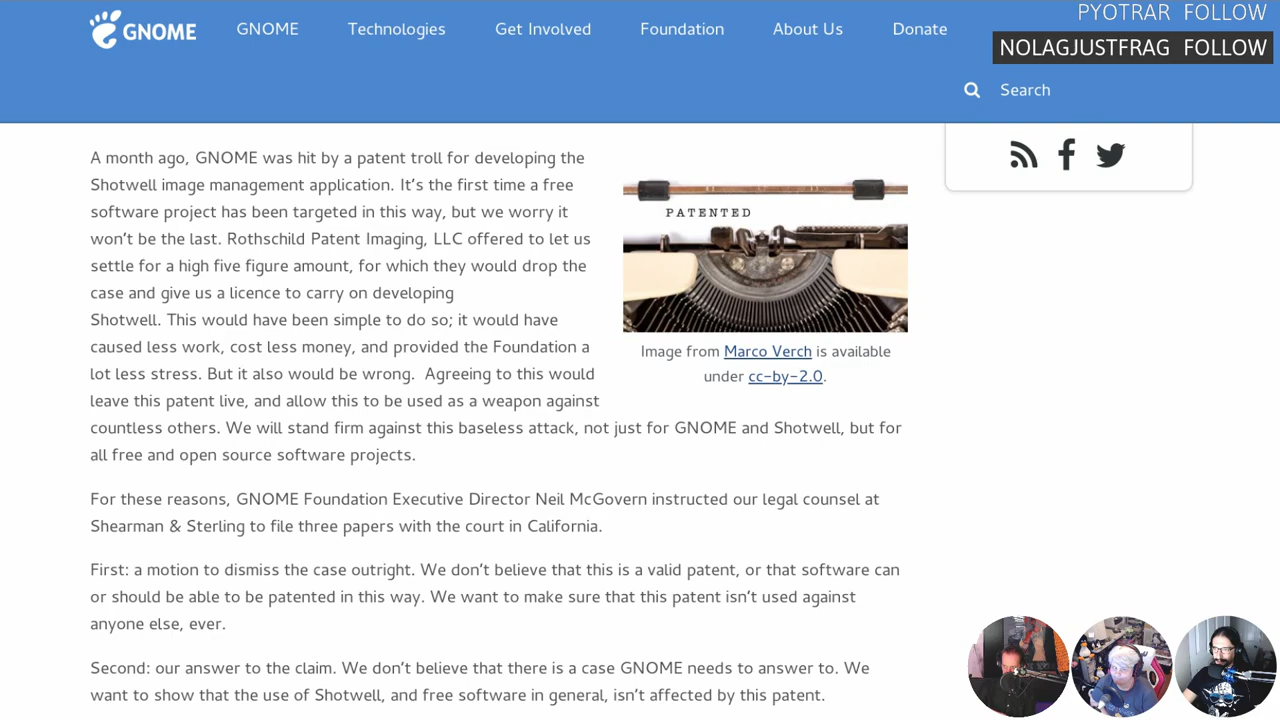 GNOME
GNOME Technologies Get Involved Foundation About Us Donate
PYOTRAR FOLLOW
NOLAGJUSTFRAG FOLLOW
Search
A month ago, GNOME was hit by a patent troll for developing the
Shotwell image management application. It’s the first time a free
software project has been targeted in this way, but we worry it
won’t be the last. Rothschild Patent Imaging, LLC offered to let us
settle for a high five figure amount, for which they would drop the
case and give us a licence to carry on developing
Shotwell. This would have been simple to do so; it would have
caused less work, cost less money, and provided the Foundation a
lot less stress. But it also would be wrong.  Agreeing to this would
leave this patent live, and allow this to be used as a weapon against
countless others. We will stand firm against this baseless attack, not just for GNOME and Shotwell, but for
all free and open source software projects.
PATENTED
Image from Marco Verch is available
under cc-by-2.0.
For these reasons, GNOME Foundation Executive Director Neil McGovern instructed our legal counsel at
Shearman & Sterling to file three papers with the court in California.
First: a motion to dismiss the case outright. We don’t believe that this is a valid patent, or that software can
or should be able to be patented in this way. We want to make sure that this patent isn’t used against
anyone else, ever.
Second: our answer to the claim. We don’t believe that there is a case GNOME needs to answer to. We
want to show that the use of Shotwell, and free software in general, isn’t affected by this patent.